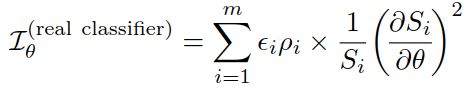 $\mathcal{I}_{\theta}^{(\text{real classifier})} = \sum_{i=1}^{m} \epsilon_i \rho_i \times \frac{1}{S_i} \left( \frac{\partial S_i}{\partial \theta} \right)^2$